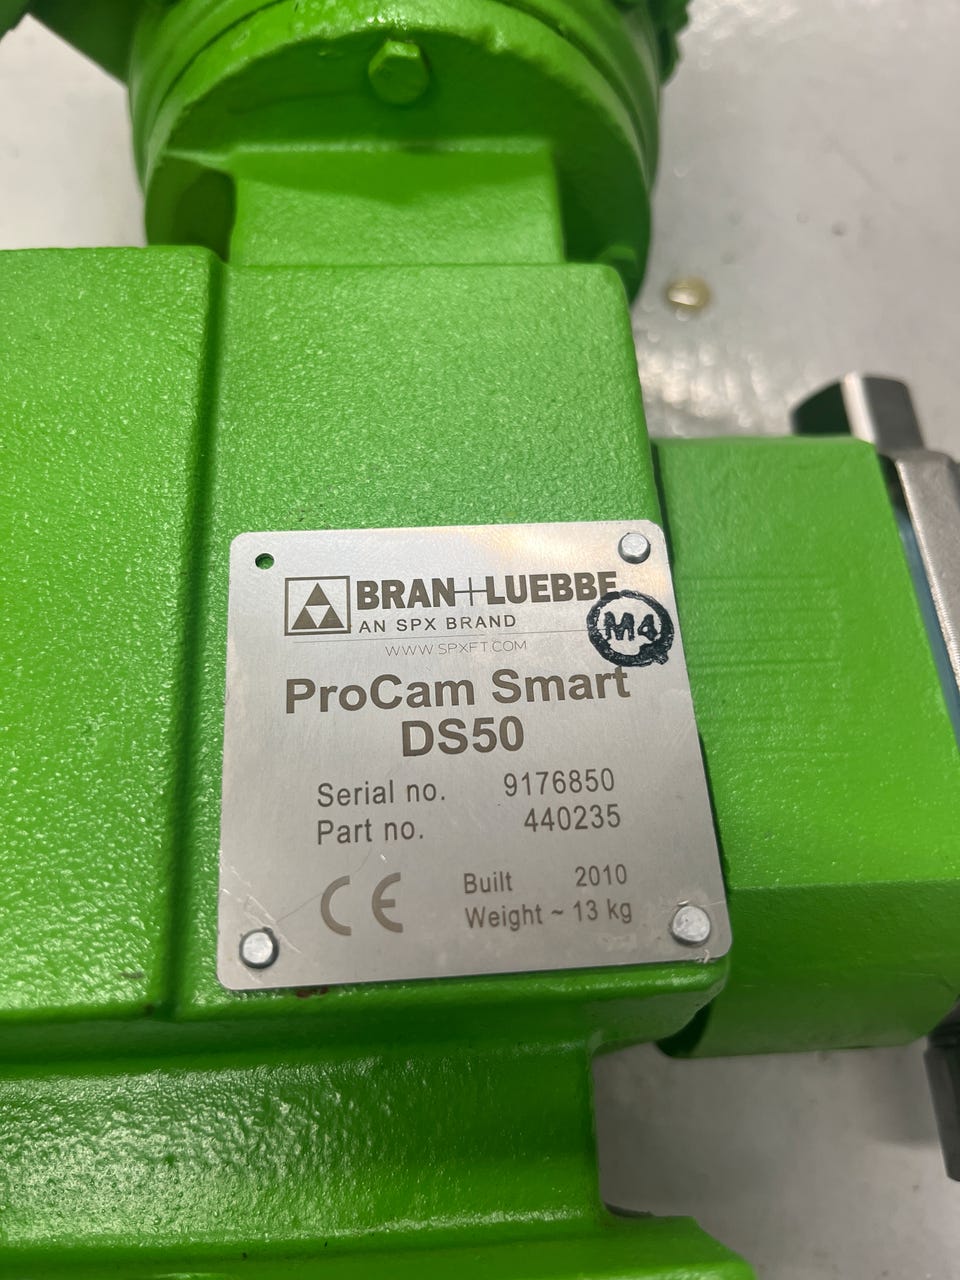 BRAN+LUEBBE
AN SPX BRAND
WWW.SPXFT.COM
M4
ProCam Smart
DS50
Serial no. 9176850
Part no. 440235
CE
Built 2010
Weight ~ 13 kg